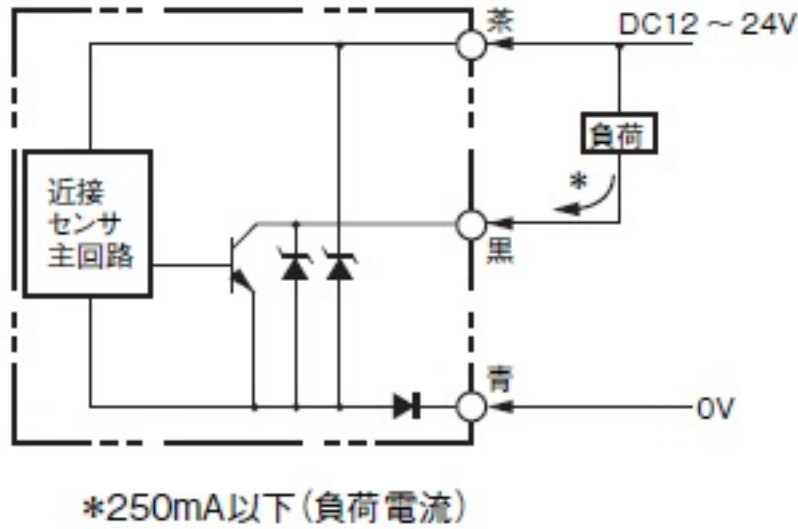 茶
DC12 ～ 24V
負荷
*
近接
センサ
主回路
黒
青
0V
*250mA以下(負荷電流)